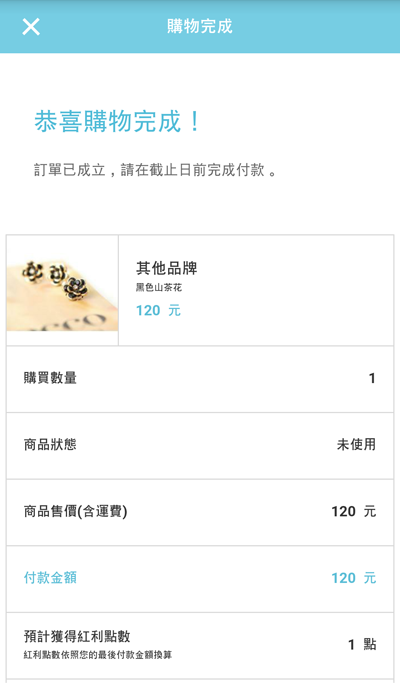 購物完成
恭喜購物完成！
訂單已成立，請在截止日前完成付款。
其他品牌
黑色山茶花
120 元
購買數量
1
商品狀態
未使用
商品售價(含運費)
120 元
付款金額
120 元
預計獲得紅利點數
紅利點數依照您的最後付款金額換算
1 點